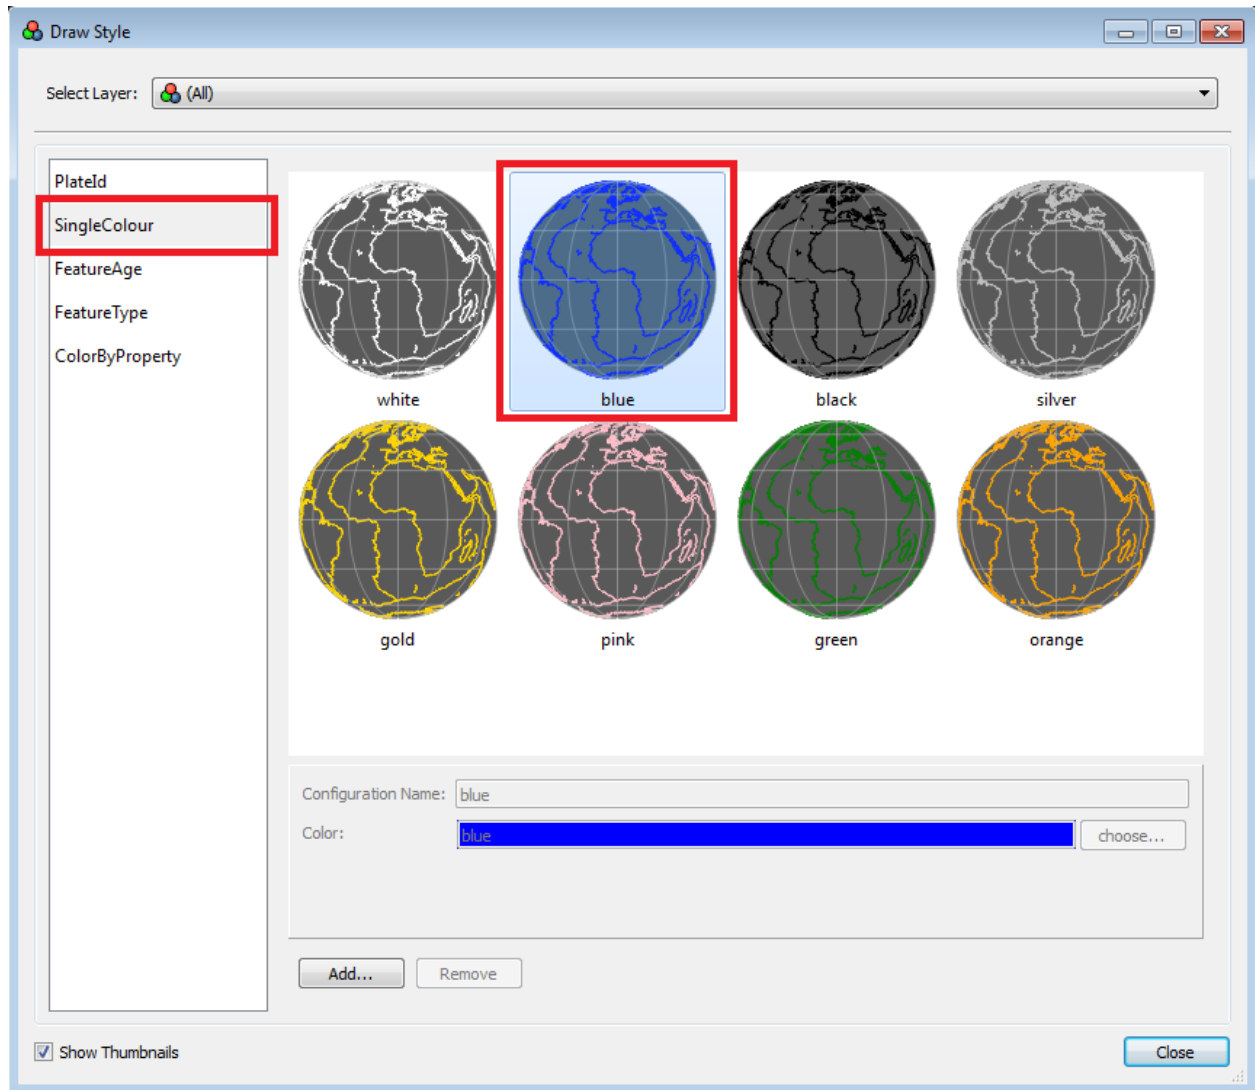 Draw Style
Select Layer: (All)
PlateId
SingleColour
FeatureAge
FeatureType
ColorByProperty
white blue black silver
gold pink green orange
Configuration Name: blue
Color: blue choose...
Add... Remove
Show Thumbnails Close